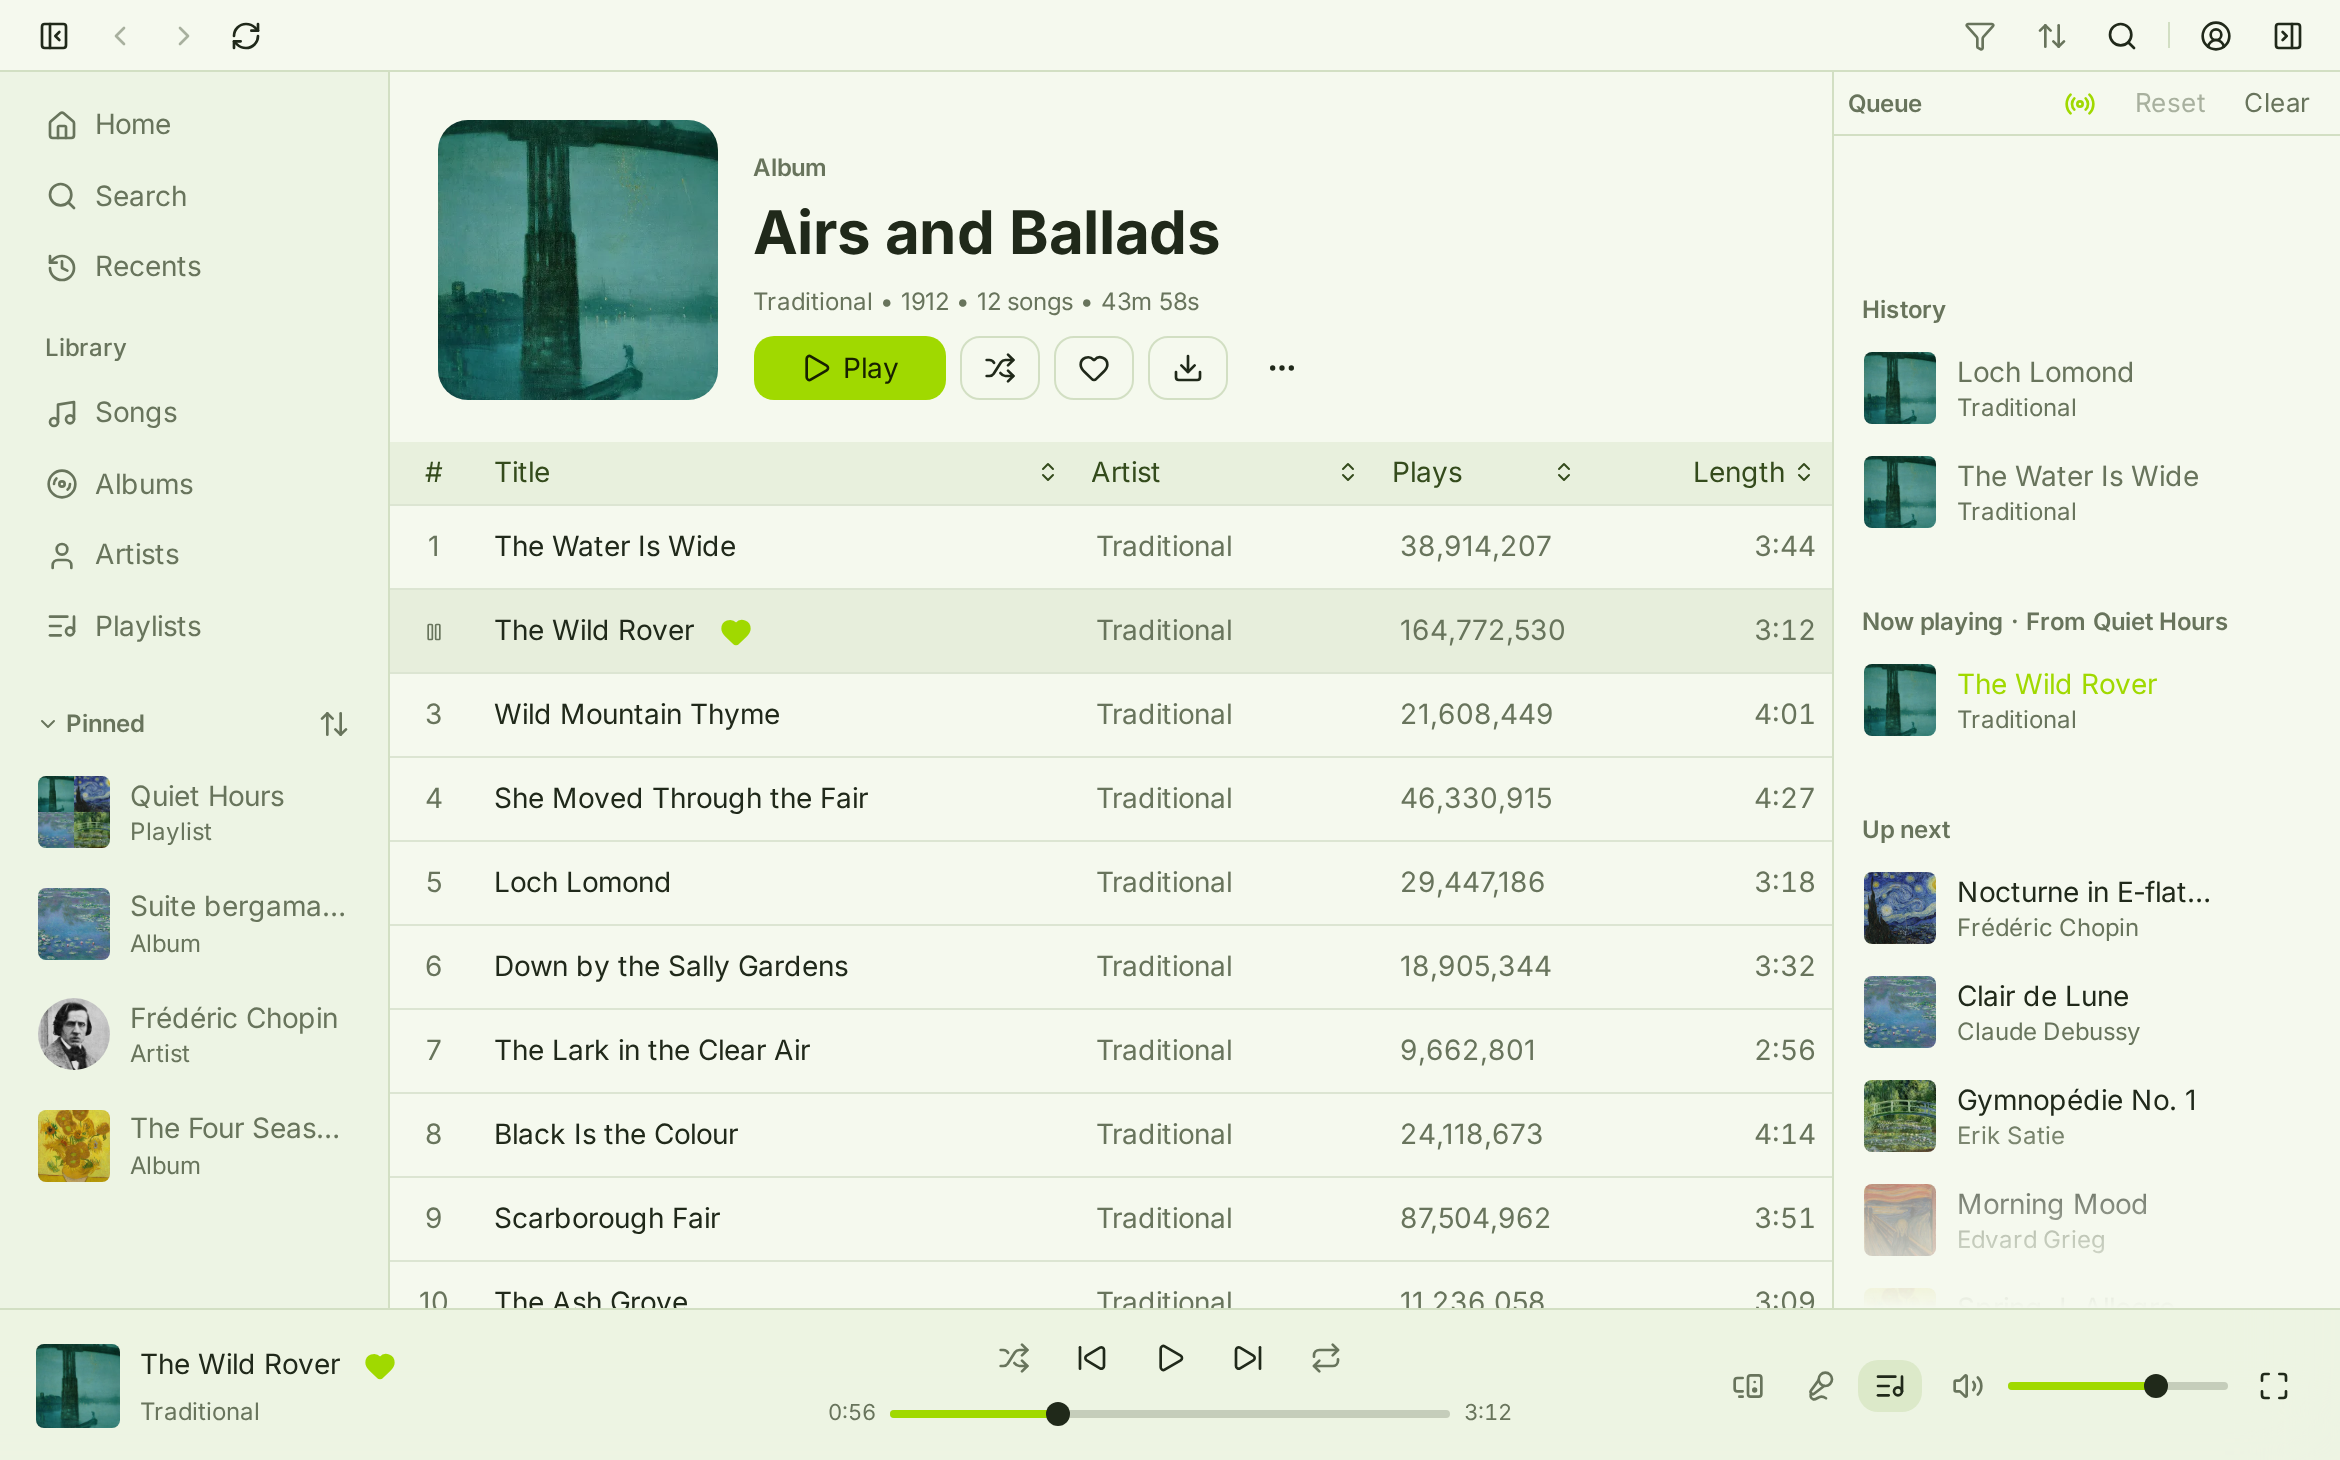 Home
Search
Recents
Library
Songs
Albums
Artists
Playlists
Pinned
Quiet Hours
Playlist
Suite bergama...
Album
Frédéric Chopin
Artist
The Four Seas...
Album
Album
Airs and Ballads
Traditional • 1912 • 12 songs • 43m 58s
Play
# Title Artist Plays Length
1 The Water Is Wide Traditional 38,914,207 3:44
The Wild Rover Traditional 164,772,530 3:12
3 Wild Mountain Thyme Traditional 21,608,449 4:01
4 She Moved Through the Fair Traditional 46,330,915 4:27
5 Loch Lomond Traditional 29,447,186 3:18
6 Down by the Sally Gardens Traditional 18,905,344 3:32
7 The Lark in the Clear Air Traditional 9,662,801 2:56
8 Black Is the Colour Traditional 24,118,673 4:14
9 Scarborough Fair Traditional 87,504,962 3:51
10 The Ash Grove Traditional 11,236,058 3:09
Queue Reset Clear
History
Loch Lomond
Traditional
The Water Is Wide
Traditional
Now playing · From Quiet Hours
The Wild Rover
Traditional
Up next
Nocturne in E-flat...
Frédéric Chopin
Clair de Lune
Claude Debussy
Gymnopédie No. 1
Erik Satie
Morning Mood
Edvard Grieg
The Wild Rover
Traditional
0:56 3:12